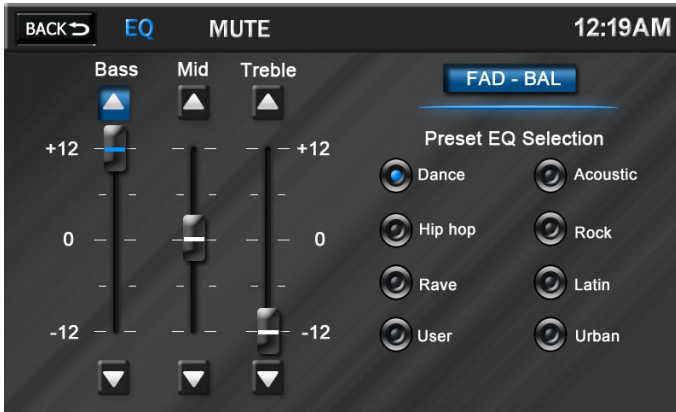 BACK EQ MUTE 12:19AM
Bass Mid Treble
FAD - BAL
Preset EQ Selection
+12 +12
Dance Acoustic
Hip hop Rock
0 0
Rave Latin
-12 -12
User Urban